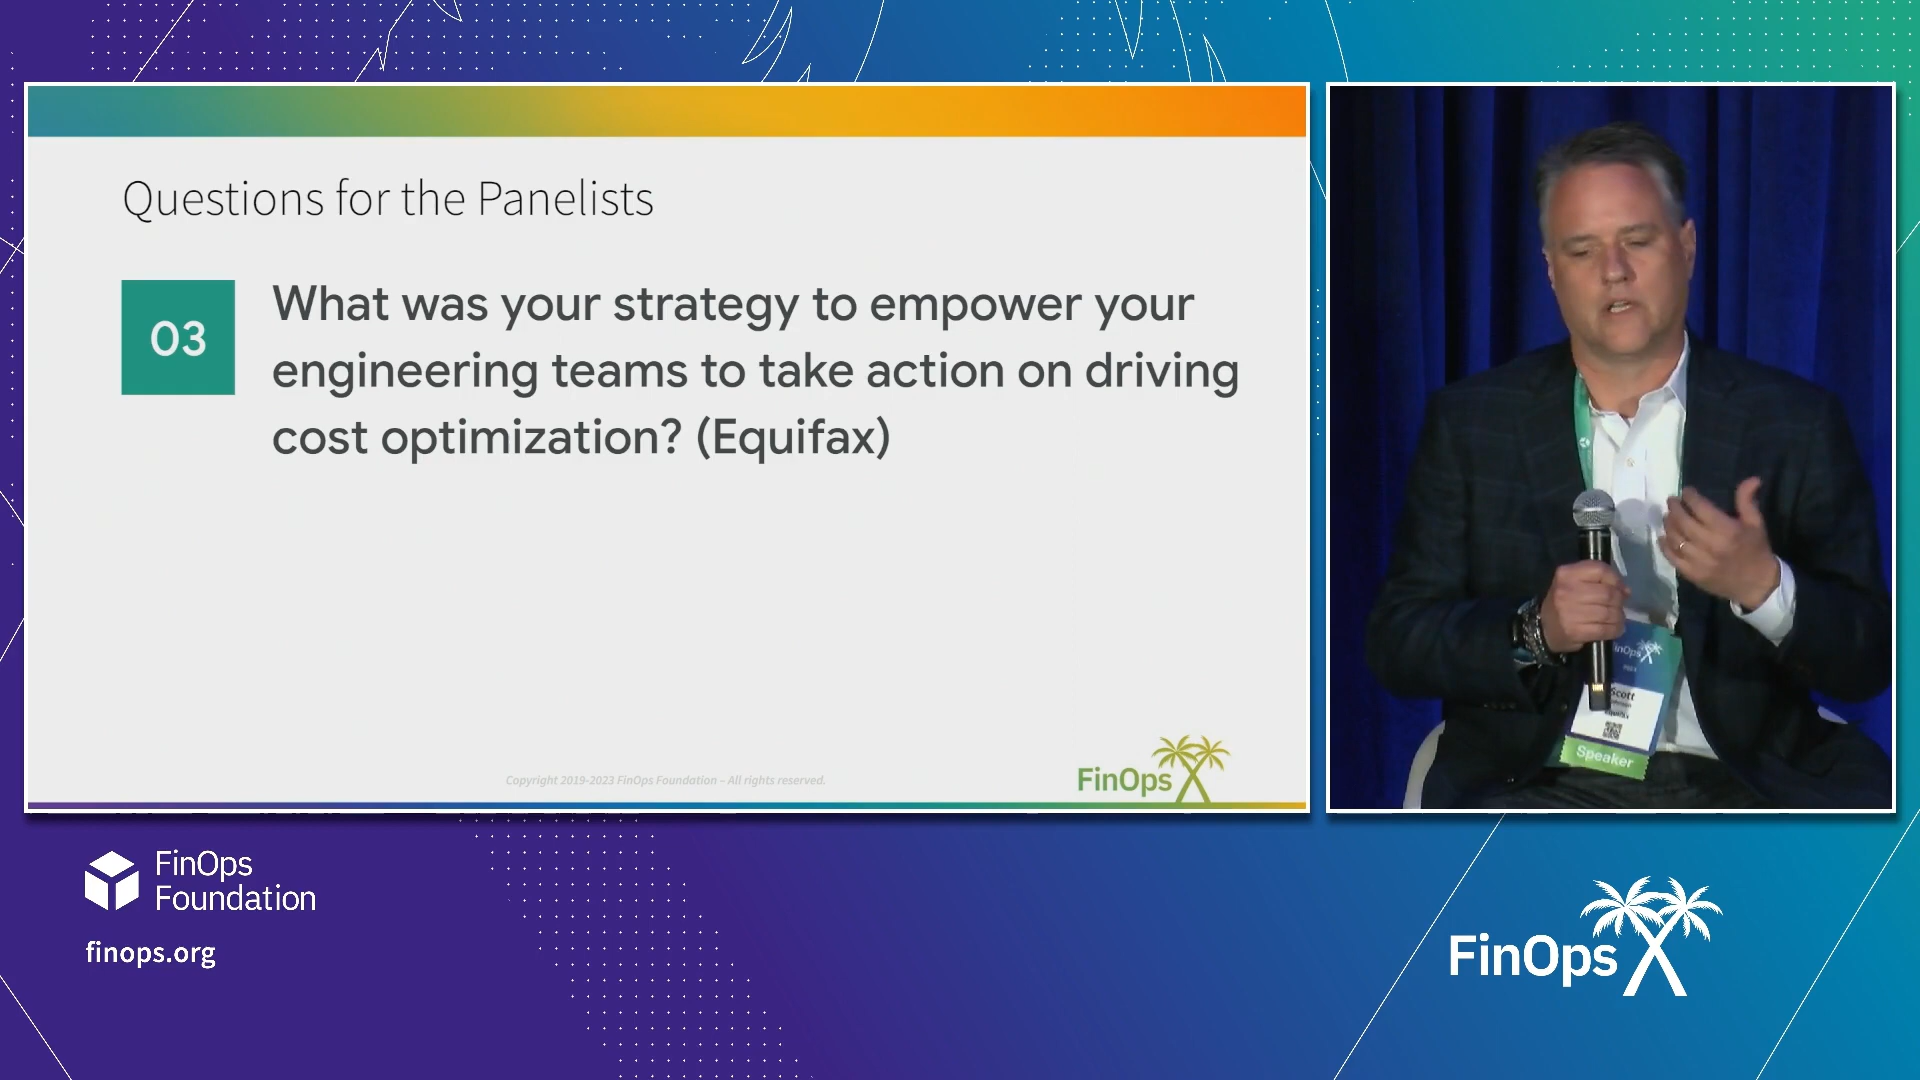 Questions for the Panelists
03
What was your strategy to empower your
engineering teams to take action on driving
cost optimization? (Equifax)
Copyright 2019-2023 FinOps Foundation – All rights reserved.
FinOps
Scott
Equifax
Speaker
FinOps
Foundation
finops.org
FinOps X